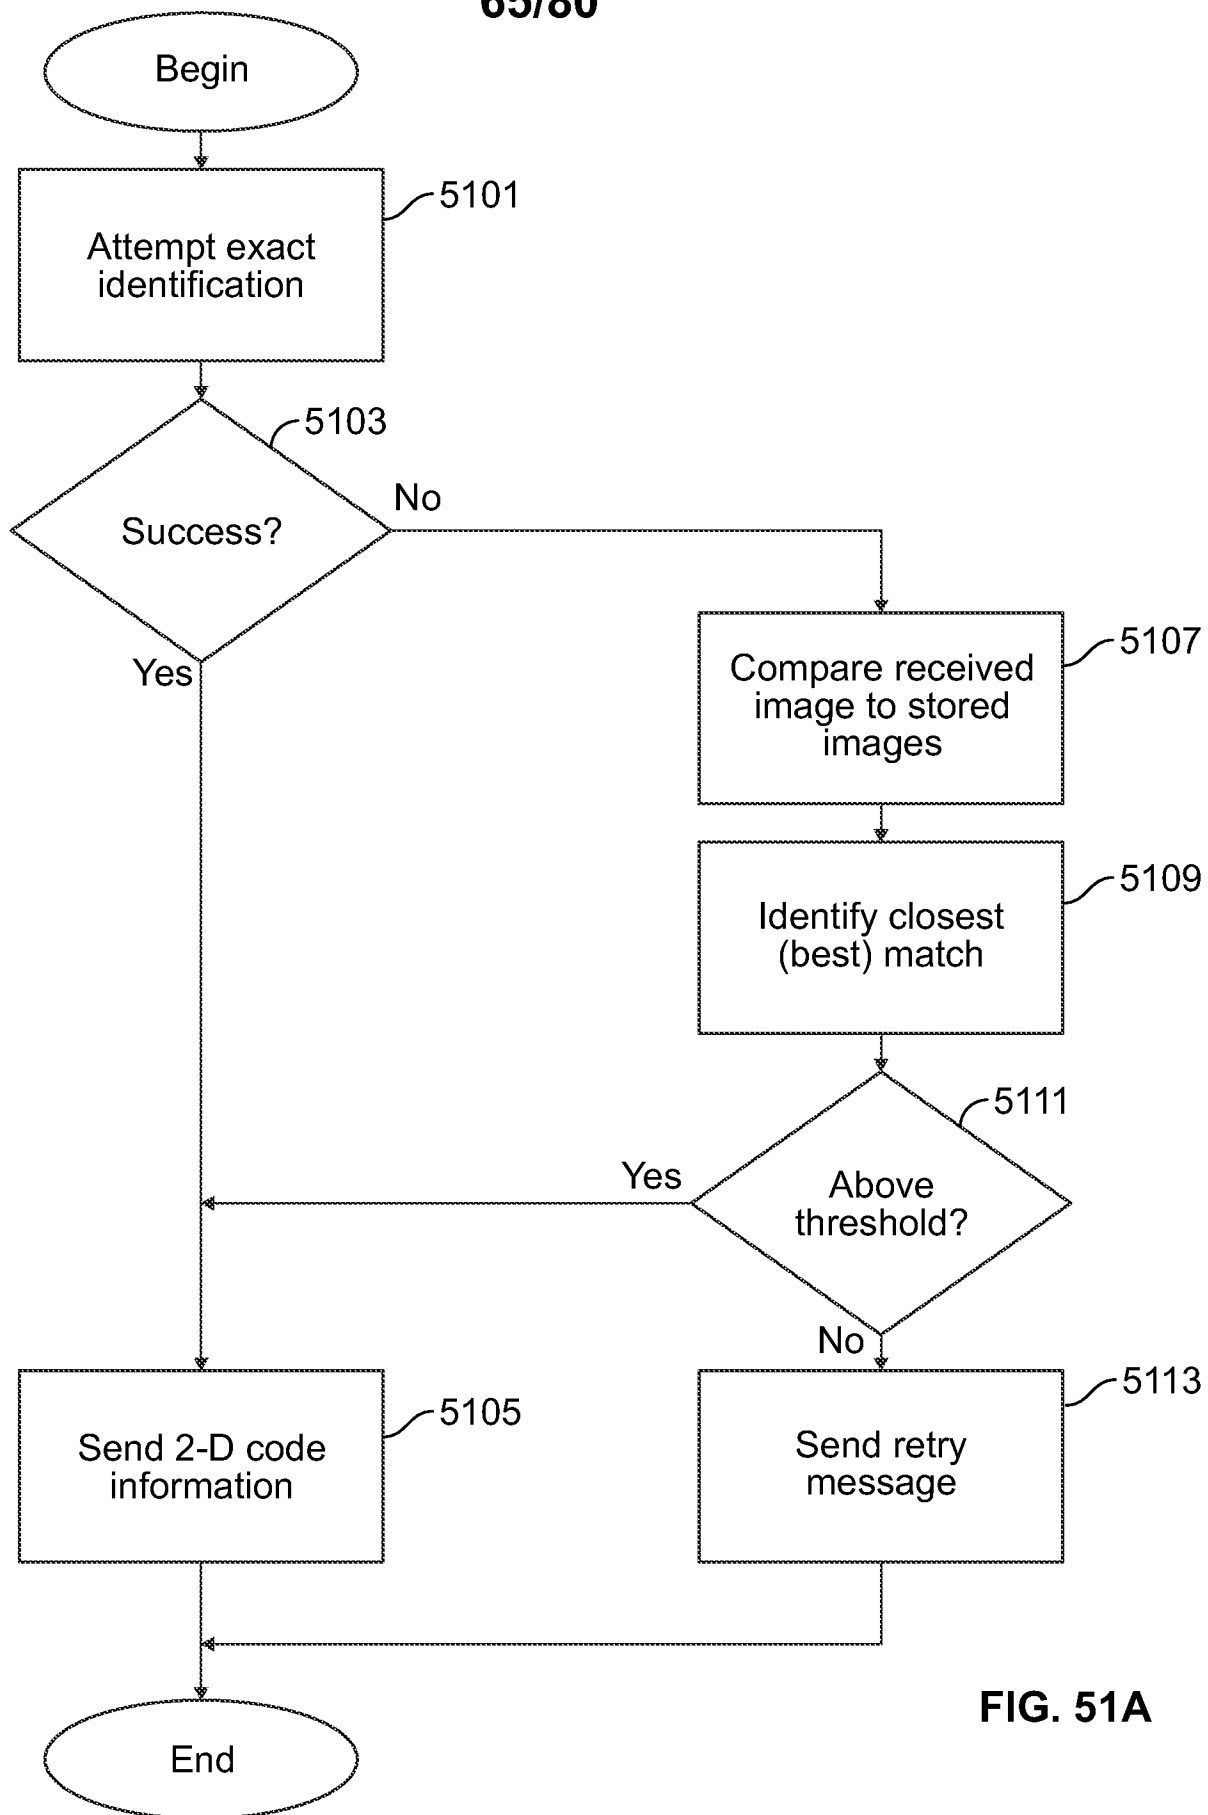 65/80
Begin
5101
Attempt exact
identification
5103
Success?
No
Yes
5107
Compare received
image to stored
images
5109
Identify closest
(best) match
5111
Above
threshold?
Yes
No
5105
Send 2-D code
information
5113
Send retry
message
End
FIG. 51A